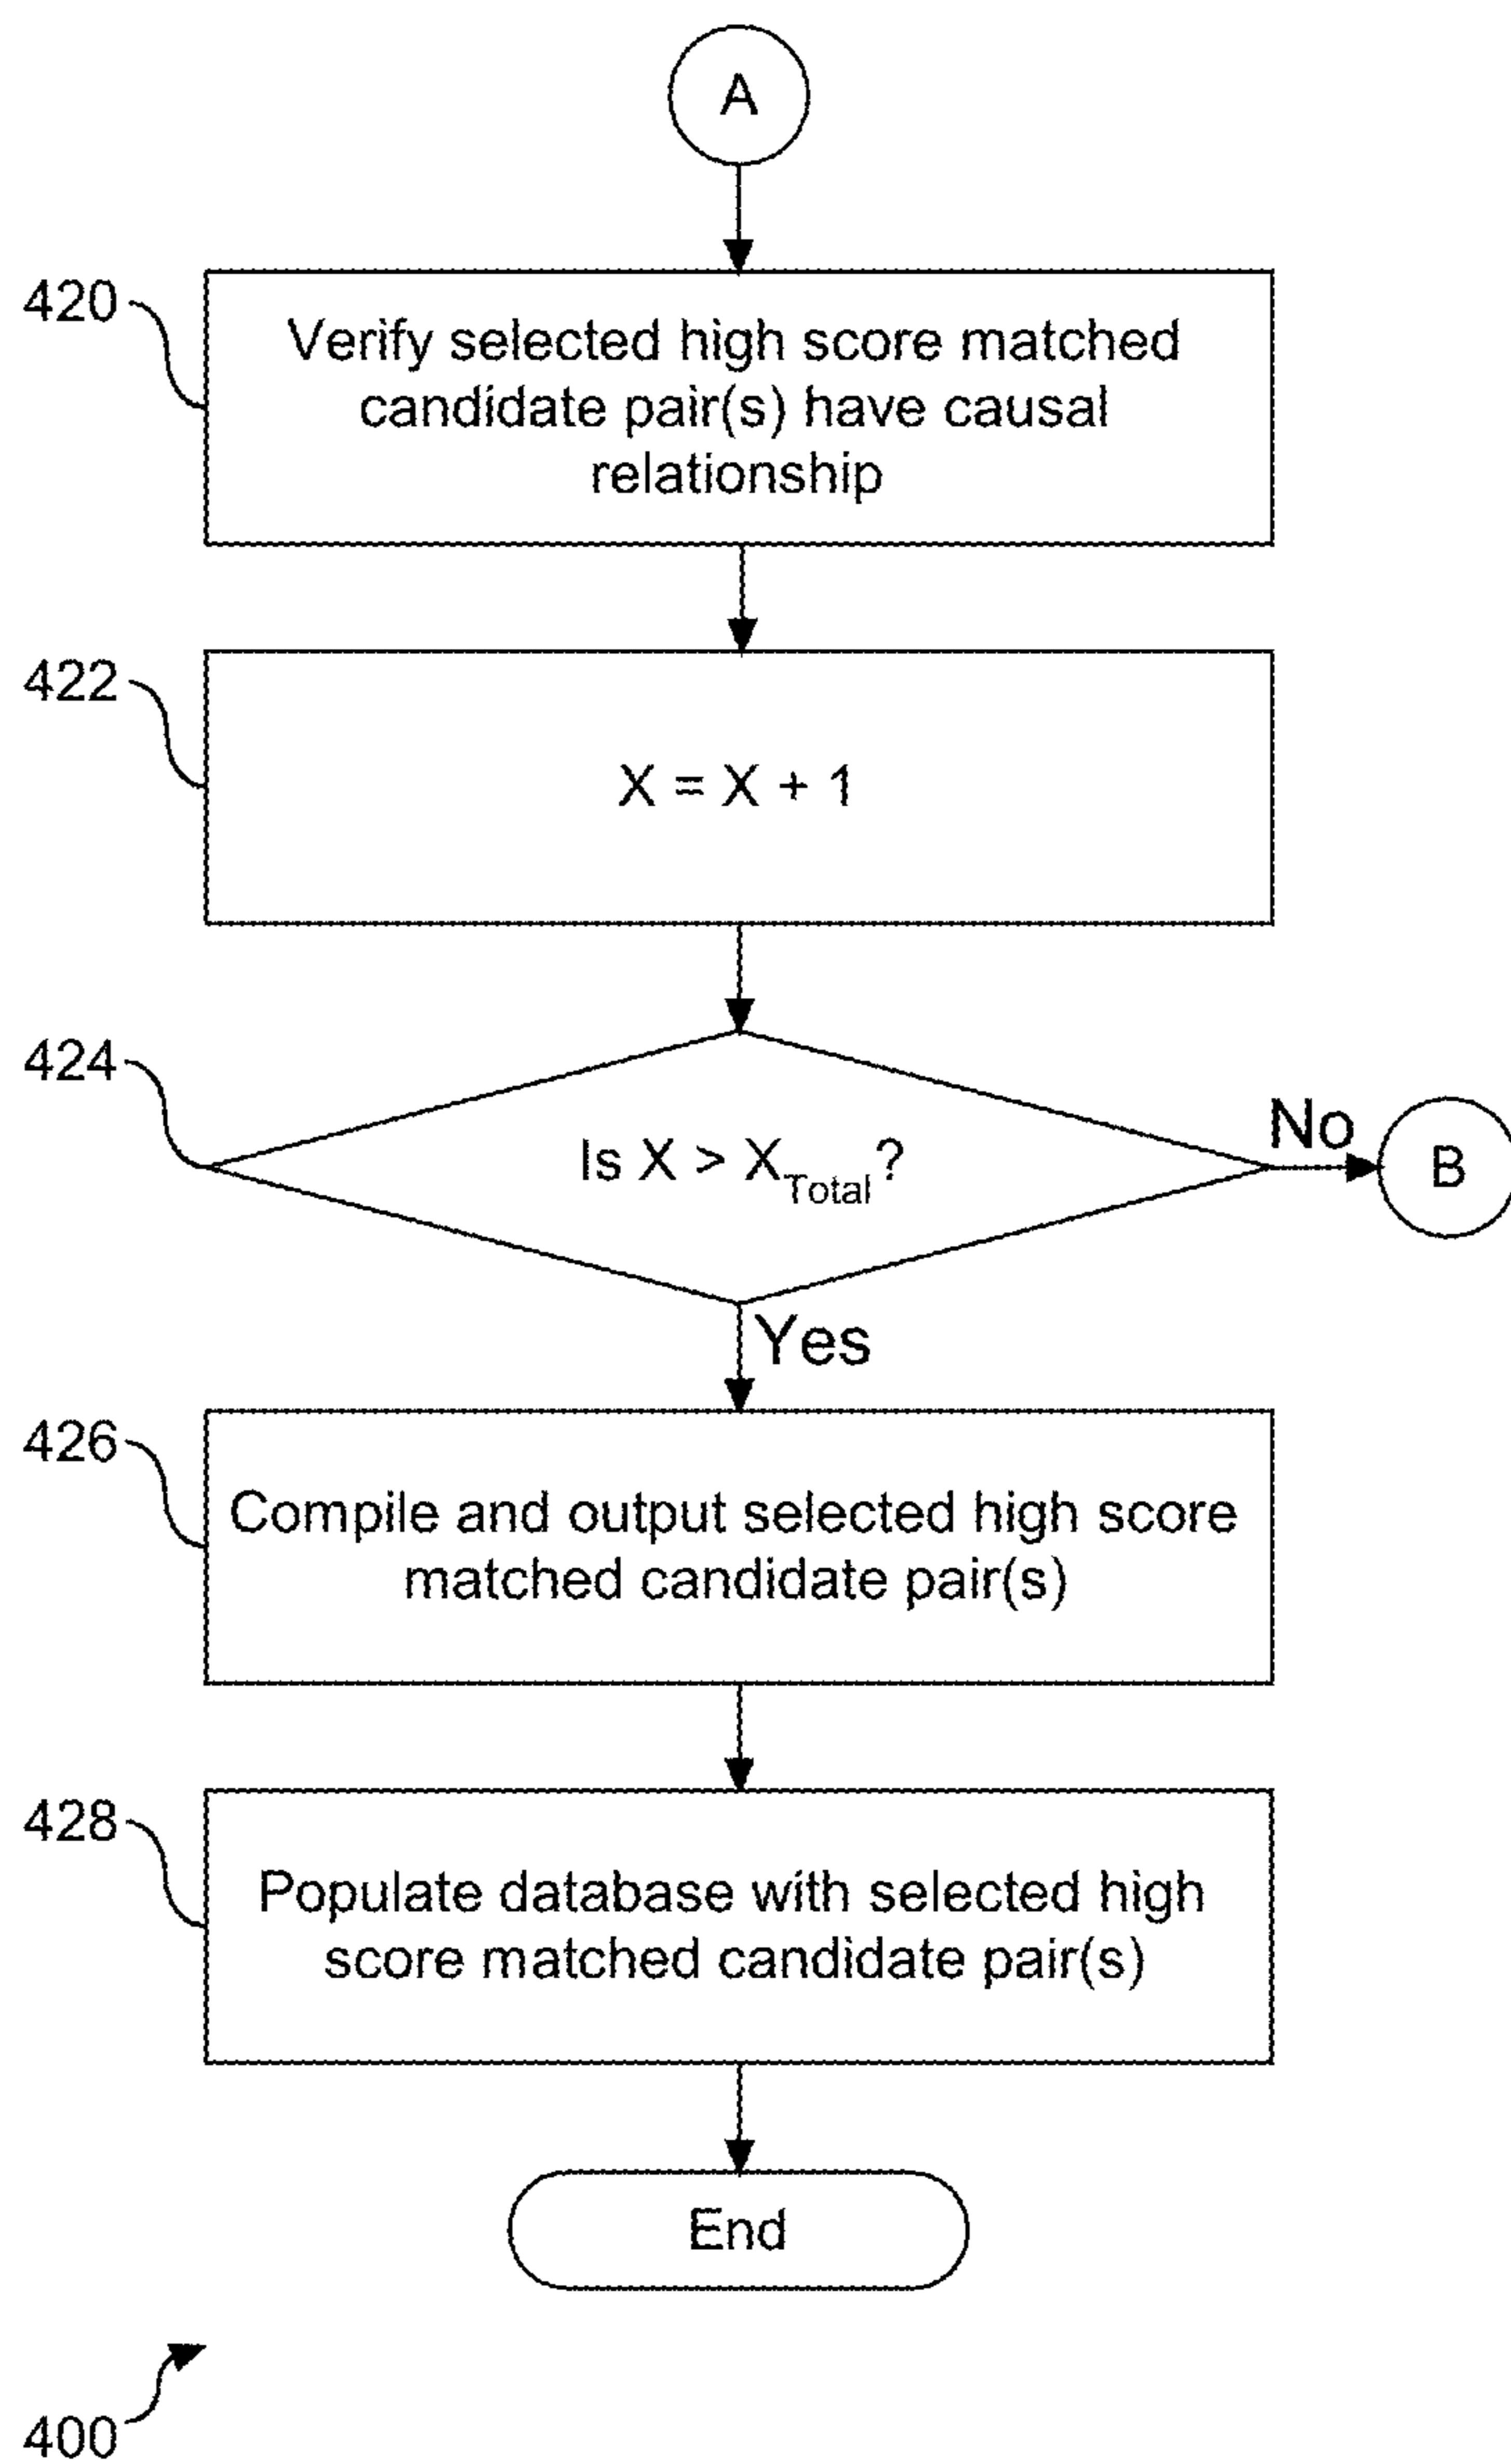 A
420
Verify selected high score matched
candidate pair(s) have causal
relationship
422
X = X + 1
424
Is X > X_Total?
No
B
Yes
426
Compile and output selected high score
matched candidate pair(s)
428
Populate database with selected high
score matched candidate pair(s)
End
400